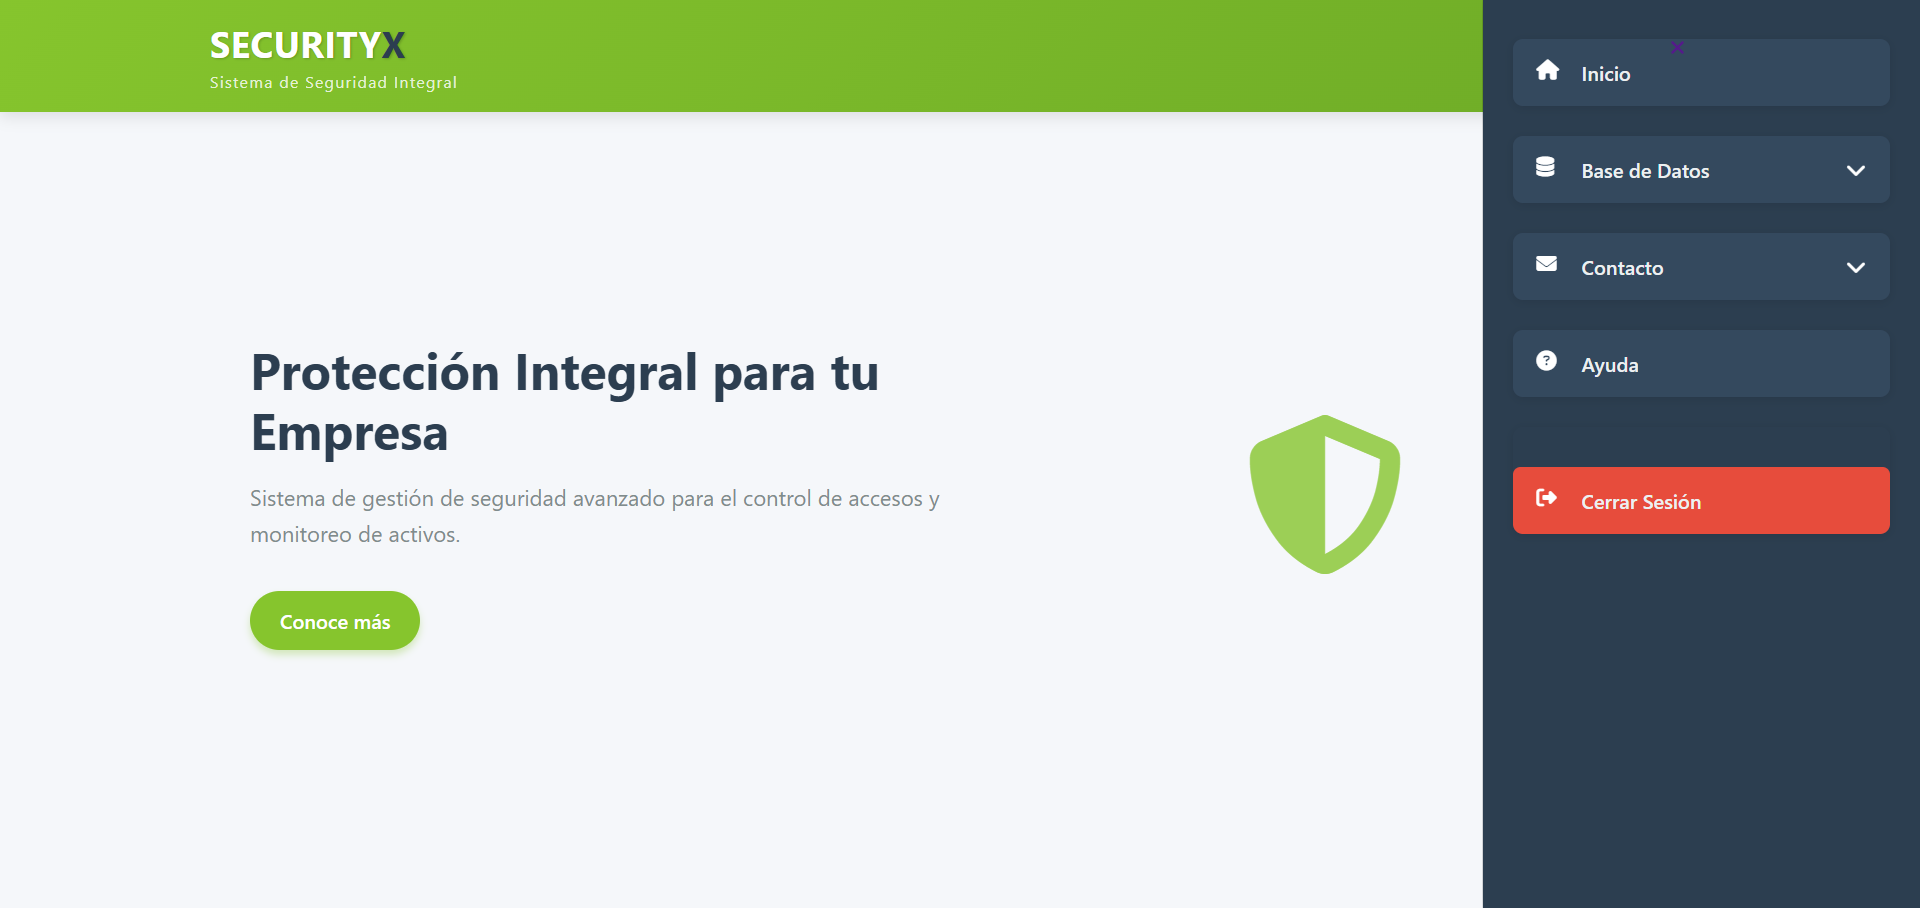 SECURITYX
Sistema de Seguridad Integral
Protección Integral para tu
Empresa
Sistema de gestión de seguridad avanzado para el control de accesos y
monitoreo de activos.
Conoce más
Inicio
Base de Datos
Contacto
Ayuda
Cerrar Sesión